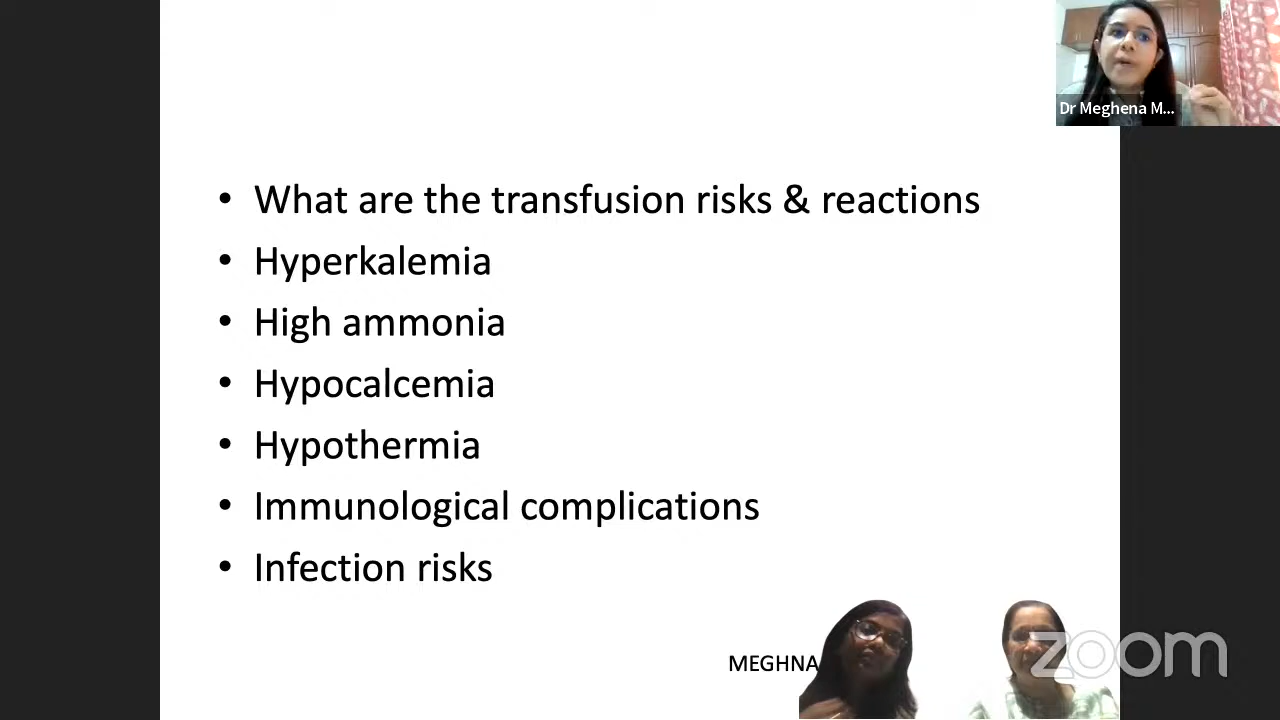 Dr Meghena M...
• What are the transfusion risks & reactions
• Hyperkalemia
• High ammonia
• Hypocalcemia
• Hypothermia
• Immunological complications
• Infection risks
MEGHNA
zoom